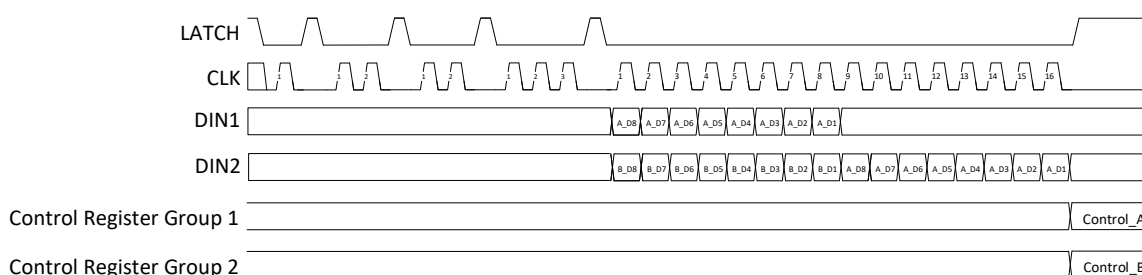 LATCH
CLK 1 1 2 1 2 1 2 3 1 2 3 4 5 6 7 8 9 10 11 12 13 14 15 16
DIN1 A_D8 A_D7 A_D6 A_D5 A_D4 A_D3 A_D2 A_D1
DIN2 B_D8 B_D7 B_D6 B_D5 B_D4 B_D3 B_D2 B_D1 A_D8 A_D7 A_D6 A_D5 A_D4 A_D3 A_D2 A_D1
Control Register Group 1 Control_A
Control Register Group 2 Control_B